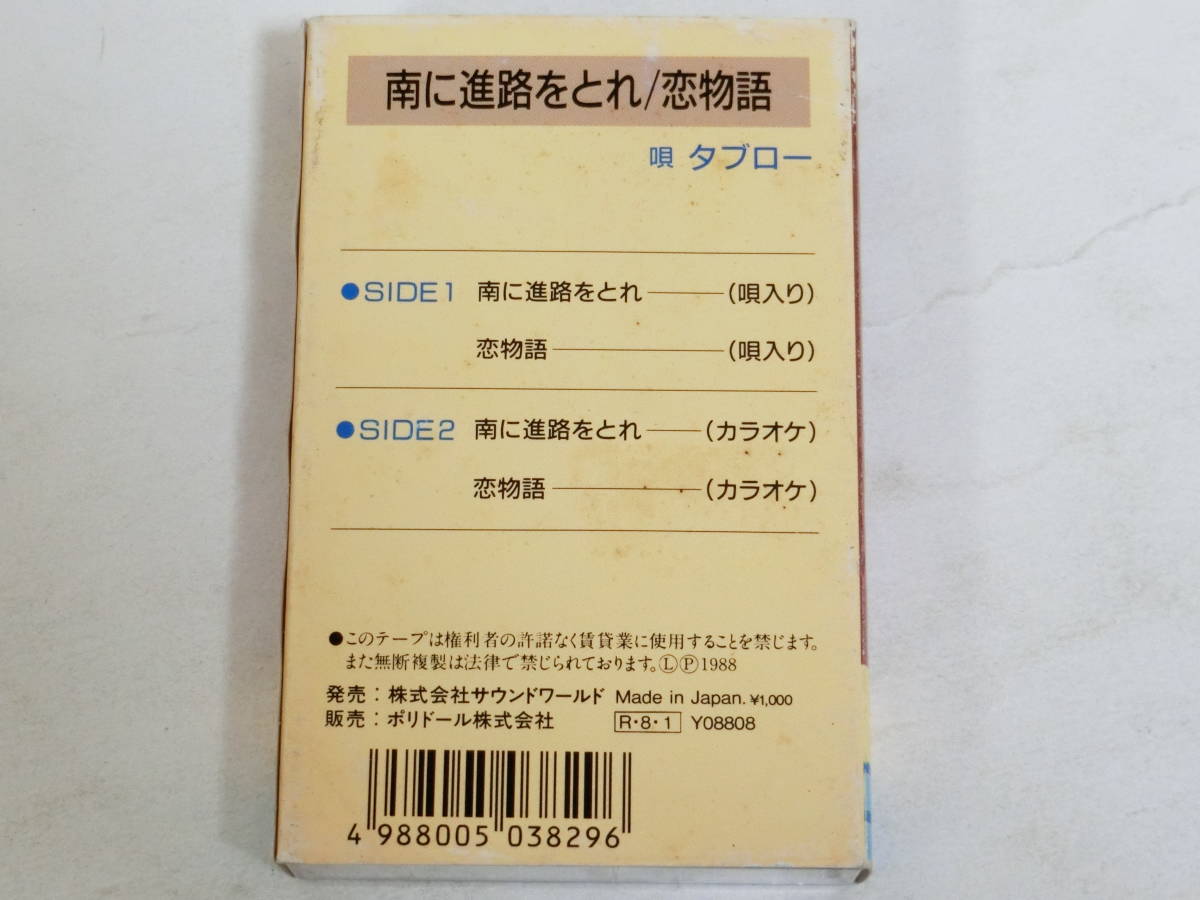 南に進路をとれ/恋物語
唄 タブロー
●SIDE1 南に進路をとれ———(唄入り)
恋物語———(唄入り)
●SIDE2 南に進路をとれ——(カラオケ)
恋物語———(カラオケ)
●このテープは権利者の許諾なく賃貸業に使用することを禁じます。
また無断複製は法律で禁じられております。ⓁⓅ1988
発売：株式会社サウンドワールド Made in Japan. ¥1,000
販売：ポリドール株式会社 R・8・1 Y08808
4 988005 038296